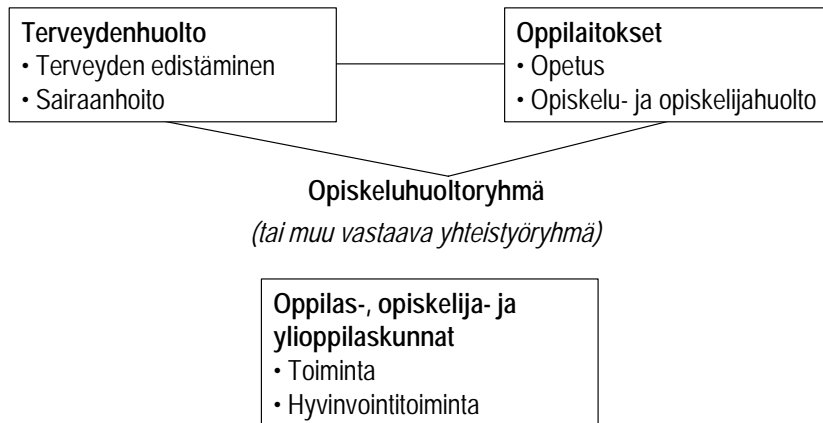 Terveydenhuolto
• Terveyden edistäminen
• Sairaanhoito
Oppilaitokset
• Opetus
• Opiskelu- ja opiskelijahuolto
Opiskeluhuoltoryhmä
(tai muu vastaava yhteistyöryhmä)
Oppilas-, opiskelija- ja
ylioppilaskunnat
• Toiminta
• Hyvinvointitoiminta